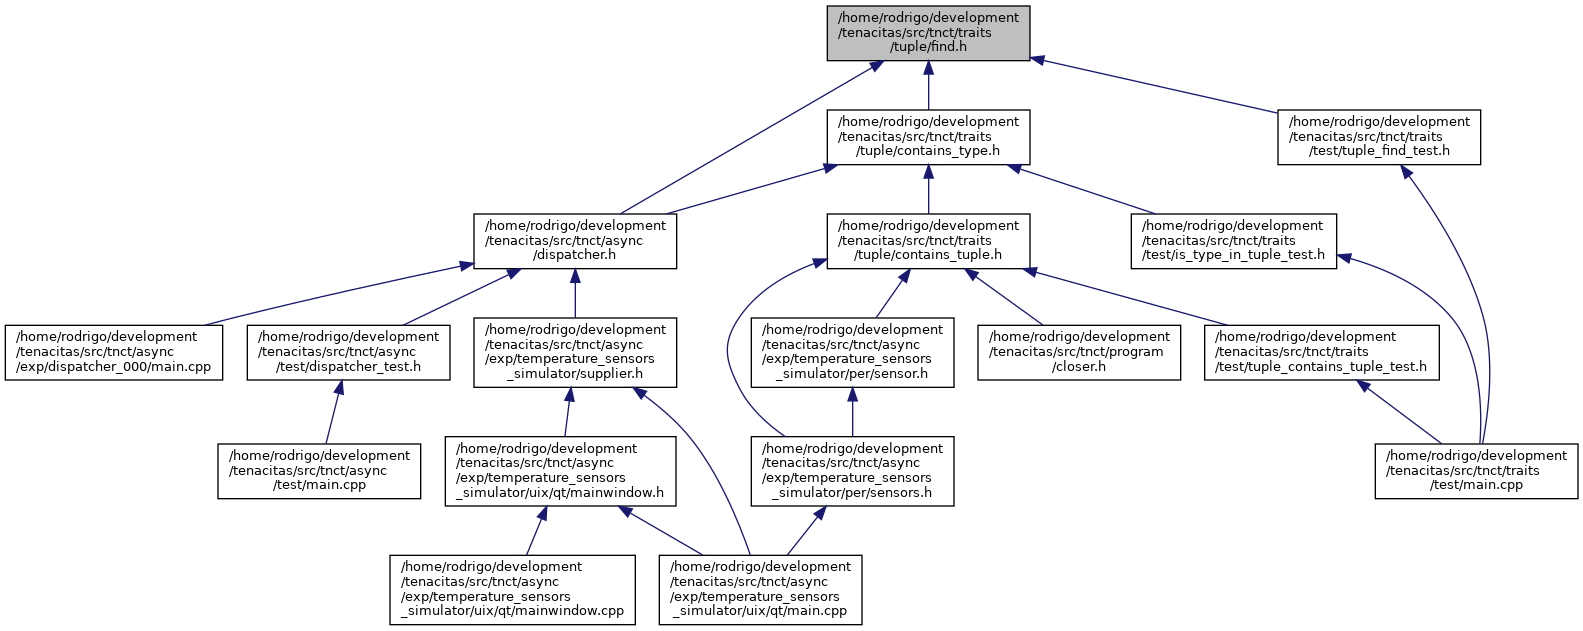 /home/rodrigo/development
/tenacitas/src/tnct/traits
/tuple/find.h
/home/rodrigo/development
/tenacitas/src/tnct/traits
/tuple/contains_type.h
/home/rodrigo/development
/tenacitas/src/tnct/traits
/test/tuple_find_test.h
/home/rodrigo/development
/tenacitas/src/tnct/async
/dispatcher.h
/home/rodrigo/development
/tenacitas/src/tnct/traits
/tuple/contains_tuple.h
/home/rodrigo/development
/tenacitas/src/tnct/traits
/test/is_type_in_tuple_test.h
/home/rodrigo/development
/tenacitas/src/tnct/async
/exp/dispatcher_000/main.cpp
/home/rodrigo/development
/tenacitas/src/tnct/async
/test/dispatcher_test.h
/home/rodrigo/development
/tenacitas/src/tnct/async
/exp/temperature_sensors
_simulator/supplier.h
/home/rodrigo/development
/tenacitas/src/tnct/async
/exp/temperature_sensors
_simulator/per/sensor.h
/home/rodrigo/development
/tenacitas/src/tnct/program
/closer.h
/home/rodrigo/development
/tenacitas/src/tnct/traits
/test/tuple_contains_tuple_test.h
/home/rodrigo/development
/tenacitas/src/tnct/async
/test/main.cpp
/home/rodrigo/development
/tenacitas/src/tnct/async
/exp/temperature_sensors
_simulator/uix/qt/mainwindow.h
/home/rodrigo/development
/tenacitas/src/tnct/async
/exp/temperature_sensors
_simulator/per/sensors.h
/home/rodrigo/development
/tenacitas/src/tnct/traits
/test/main.cpp
/home/rodrigo/development
/tenacitas/src/tnct/async
/exp/temperature_sensors
_simulator/uix/qt/mainwindow.cpp
/home/rodrigo/development
/tenacitas/src/tnct/async
/exp/temperature_sensors
_simulator/uix/qt/main.cpp